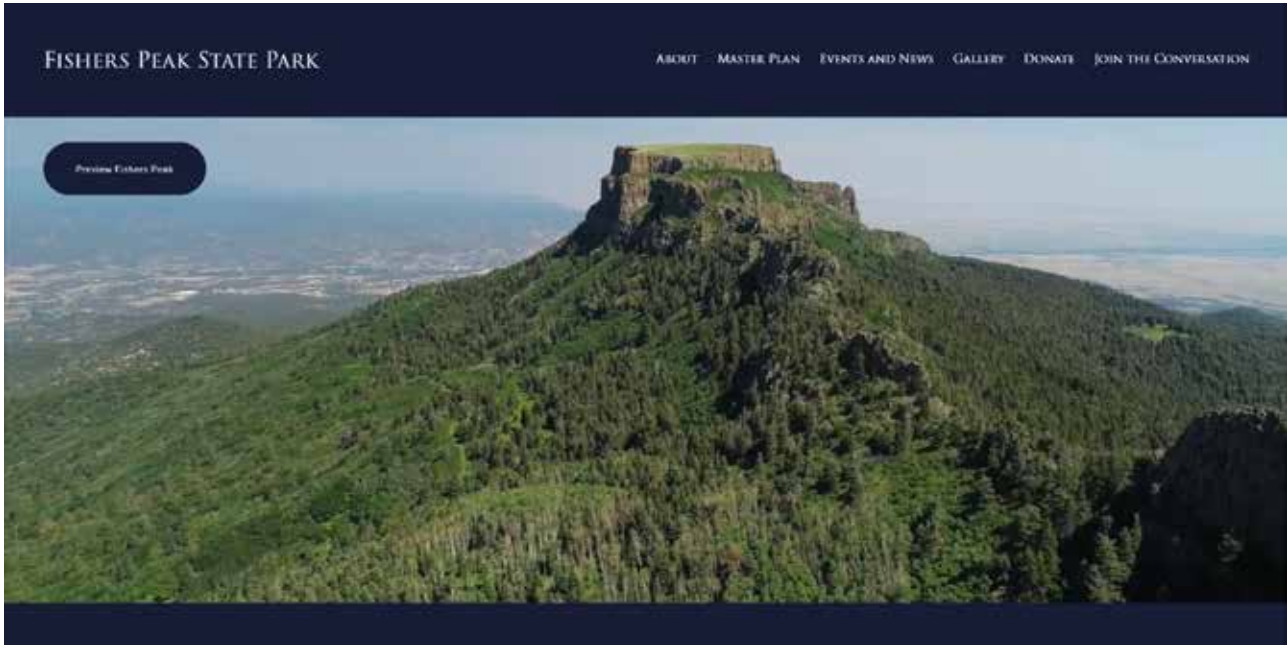 FISHERS PEAK STATE PARK
ABOUT MASTER PLAN EVENTS AND NEWS GALLERY DONATE JOIN THE CONVERSATION
Preview Fishers Peak